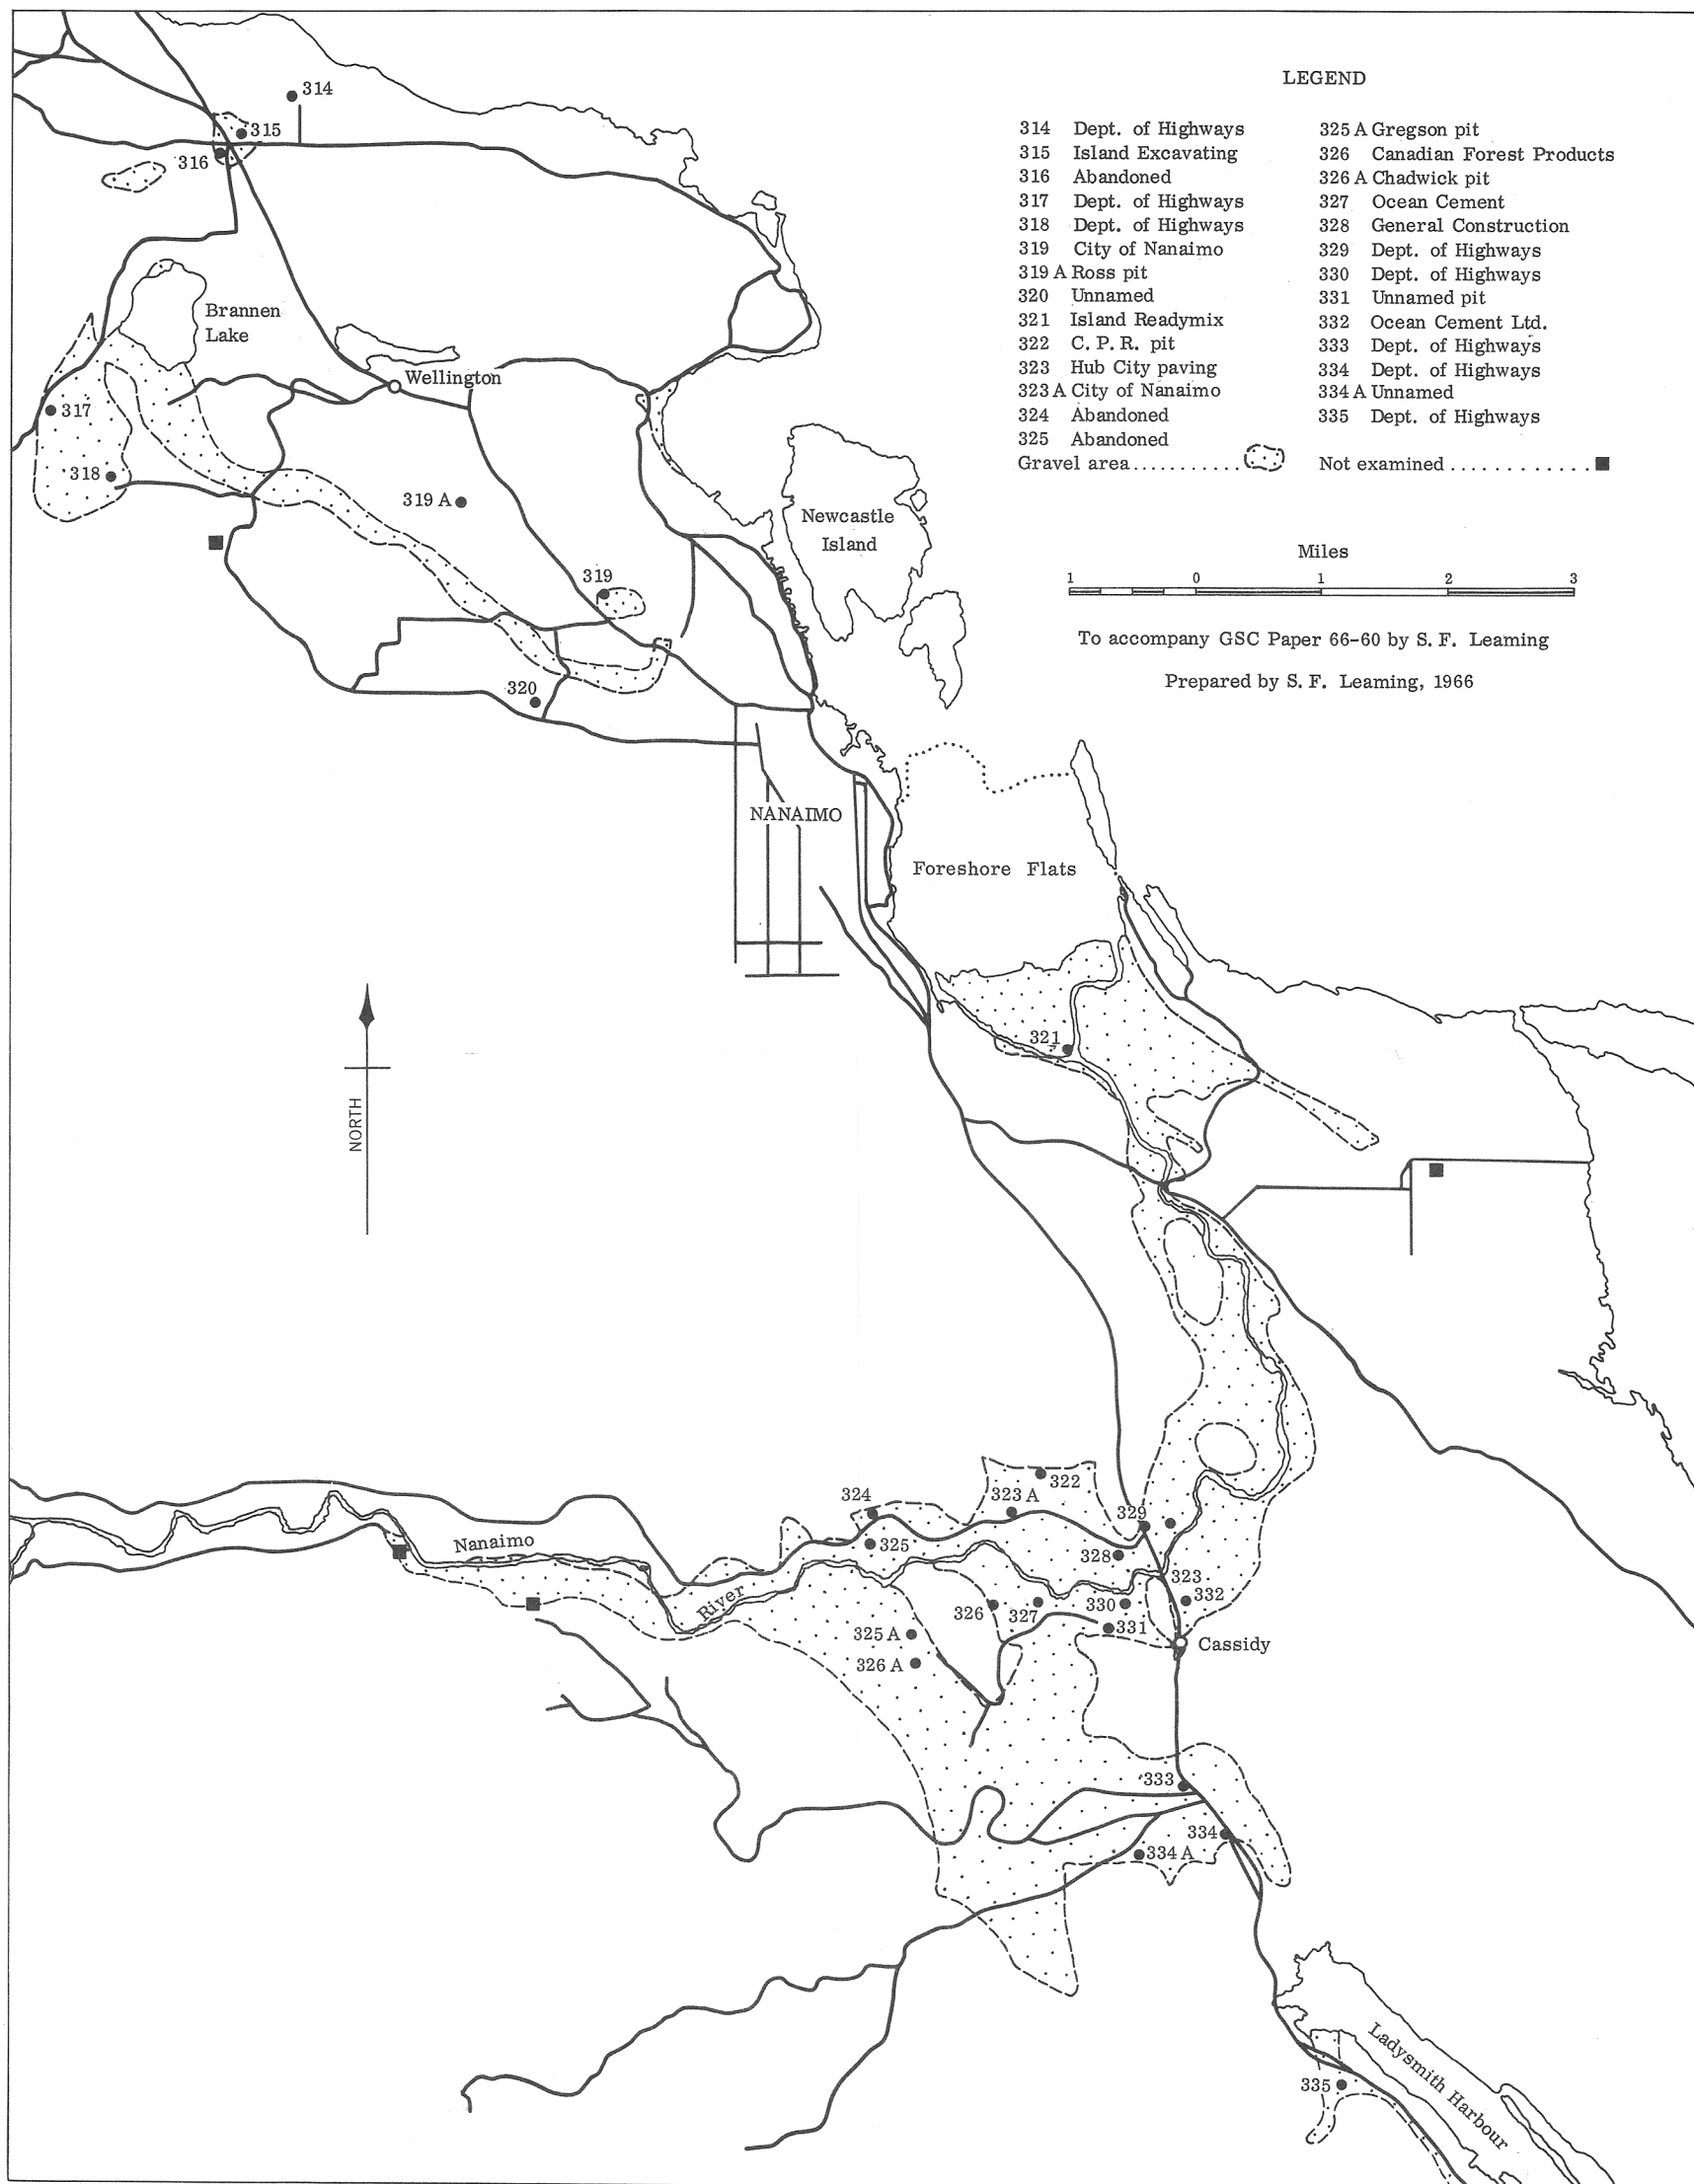 LEGEND
314 Dept. of Highways
315 Island Excavating
316 Abandoned
317 Dept. of Highways
318 Dept. of Highways
319 City of Nanaimo
319 A Ross pit
320 Unnamed
321 Island Readymix
322 C. P. R. pit
323 Hub City paving
323 A City of Nanaimo
324 Abandoned
325 Abandoned
Gravel area...........
325 A Gregson pit
326 Canadian Forest Products
326 A Chadwick pit
327 Ocean Cement
328 General Construction
329 Dept. of Highways
330 Dept. of Highways
331 Unnamed pit
332 Ocean Cement Ltd.
333 Dept. of Highways
334 Dept. of Highways
334 A Unnamed
335 Dept. of Highways
Not examined .............
Miles
1 0 1 2 3
To accompany GSC Paper 66-60 by S. F. Leaming
Prepared by S. F. Leaming, 1966
314
315
316
Brannen
Lake
Wellington
317
318
319 A
Newcastle
Island
319
320
NANAIMO
Foreshore Flats
321
NORTH
322
324
323 A
329
Nanaimo
325
328
River
323
326
327
330
332
325 A
331
Cassidy
326 A
333
334
334 A
Ladysmith Harbour
335